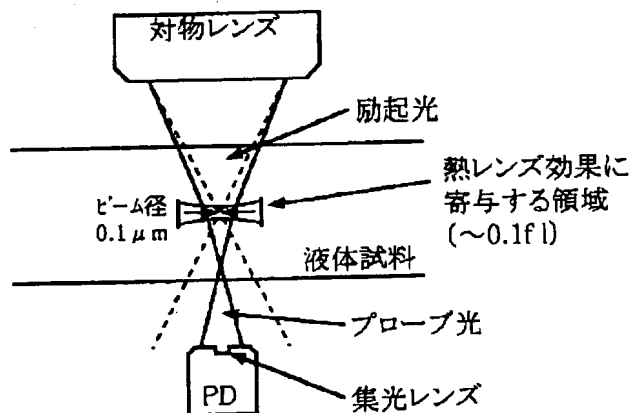 対物レンズ
励起光
熱レンズ効果に
寄与する領域
(~0.1fl)
ビーム径
0.1μm
液体試料
プローブ光
集光レンズ
PD